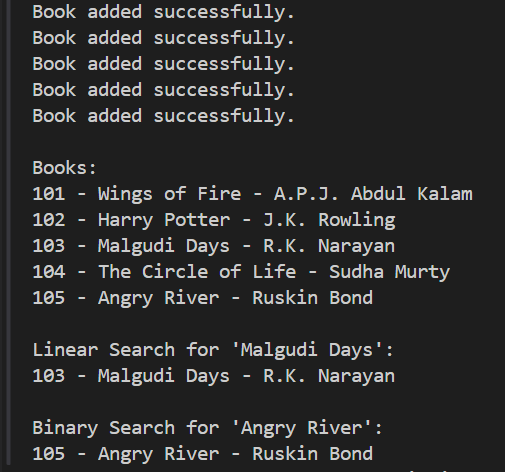 Book added successfully.
Book added successfully.
Book added successfully.
Book added successfully.
Book added successfully.
Books:
101 - Wings of Fire - A.P.J. Abdul Kalam
102 - Harry Potter - J.K. Rowling
103 - Malgudi Days - R.K. Narayan
104 - The Circle of Life - Sudha Murty
105 - Angry River - Ruskin Bond
Linear Search for 'Malgudi Days':
103 - Malgudi Days - R.K. Narayan
Binary Search for 'Angry River':
105 - Angry River - Ruskin Bond